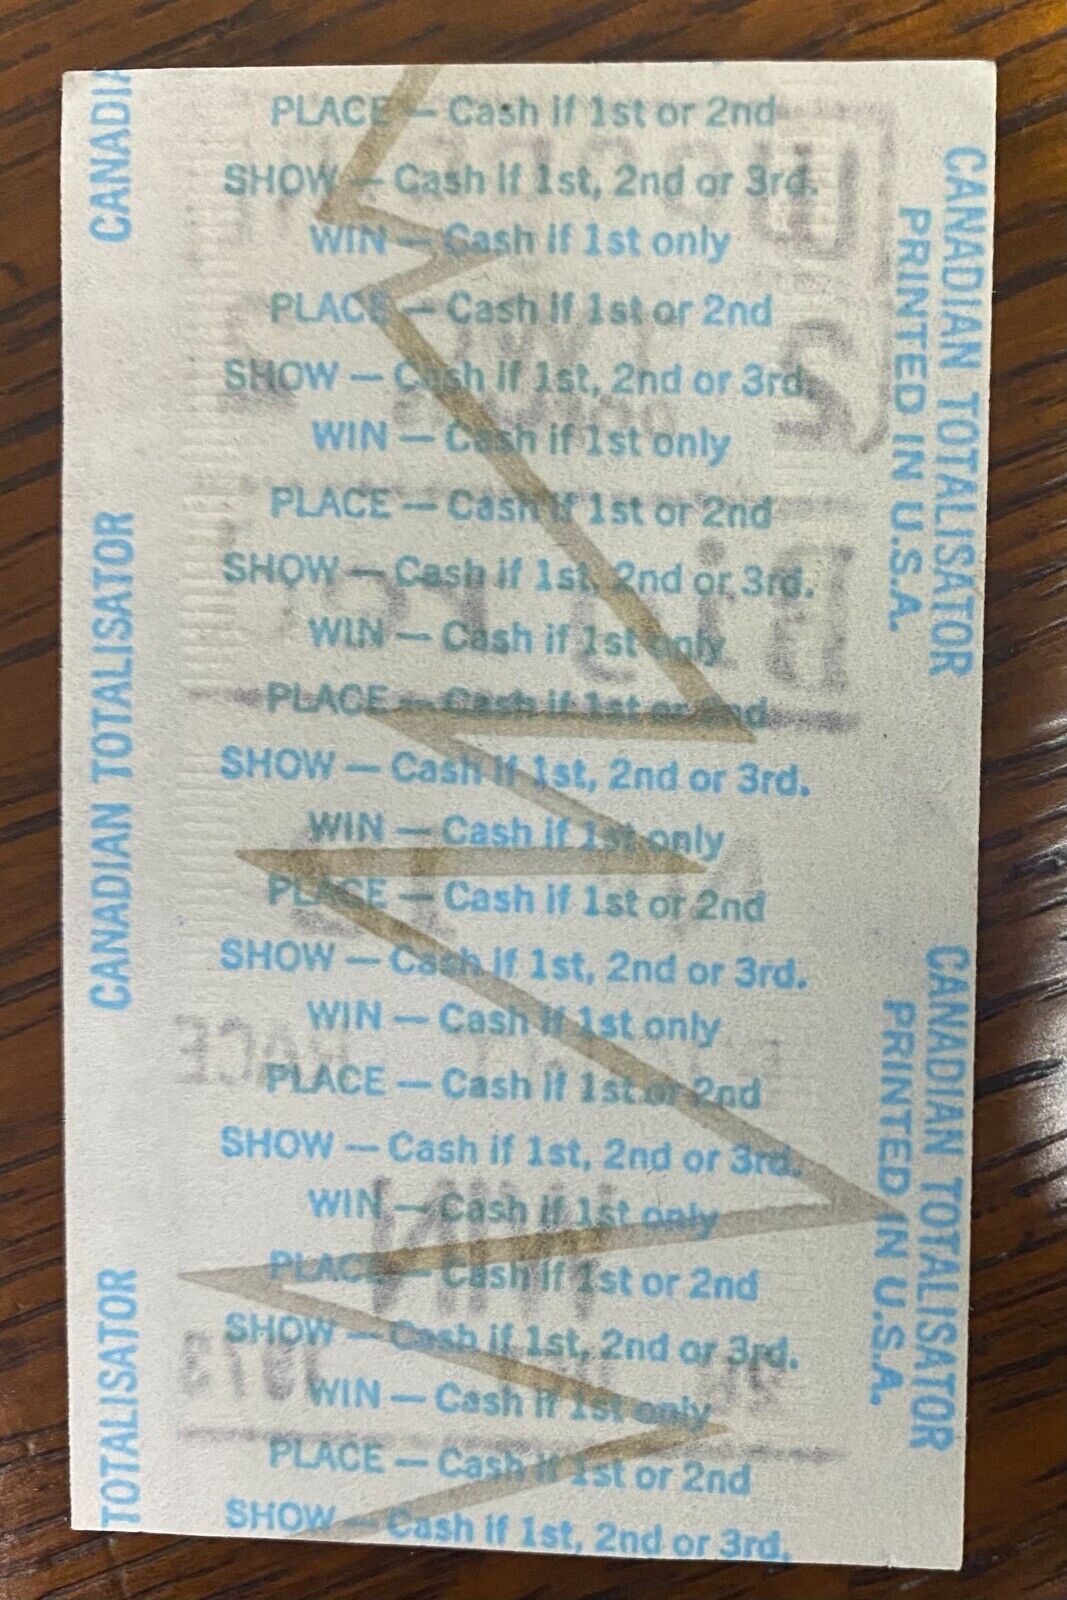 CANADI
CANADIAN TOTALISATOR
TOTALISATOR
PLACE — Cash if 1st or 2nd
SHOW — Cash if 1st, 2nd or 3rd.
WIN — Cash if 1st only
PLACE — Cash if 1st or 2nd
SHOW — Cash if 1st, 2nd or 3rd.
WIN — Cash if 1st only
PLACE — Cash if 1st or 2nd
SHOW — Cash if 1st, 2nd or 3rd.
WIN — Cash if 1st only
PLACE — Cash if 1st or 2nd
SHOW — Cash if 1st, 2nd or 3rd.
WIN — Cash if 1st only
PLACE — Cash if 1st or 2nd
SHOW — Cash if 1st, 2nd or 3rd.
WIN — Cash if 1st only
PLACE — Cash if 1st or 2nd
SHOW — Cash if 1st, 2nd or 3rd.
WIN — Cash if 1st only
PLACE — Cash if 1st or 2nd
SHOW — Cash if 1st, 2nd or 3rd.
WIN — Cash if 1st only
PLACE — Cash if 1st or 2nd
SHOW — Cash if 1st, 2nd or 3rd.
CANADIAN TOTALISATOR
PRINTED IN U.S.A.
CANADIAN TOTALISATOR
PRINTED IN U.S.A.
RACE
WIN
1973